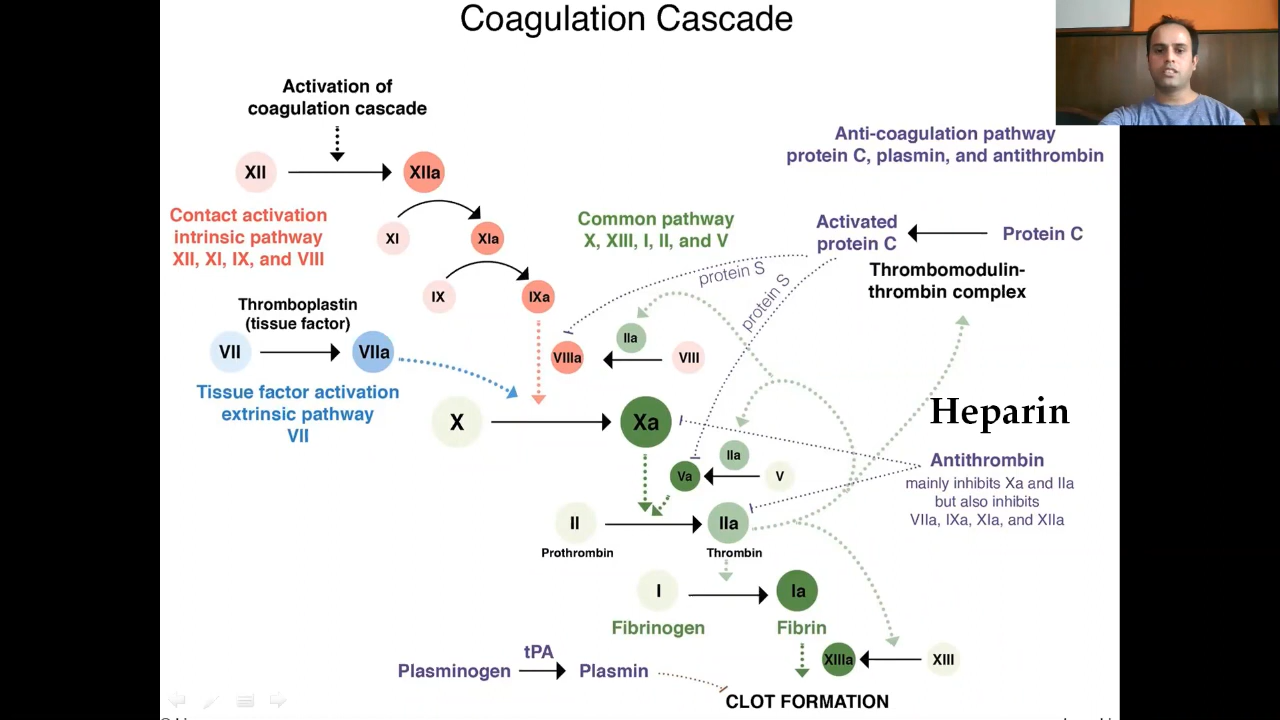 Coagulation Cascade
Activation of
coagulation cascade
Anti-coagulation pathway
protein C, plasmin, and antithrombin
XII
XIIa
Contact activation
intrinsic pathway
XII, XI, IX, and VIII
XI
XIa
Common pathway
X, XIII, I, II, and V
Activated
protein C
Protein C
Thrombomodulin-
thrombin complex
protein S
protein S
IX
IXa
Thromboplastin
(tissue factor)
VII
VIIa
IIa
VIIIa
VIII
Tissue factor activation
extrinsic pathway
VII
X
Xa
Heparin
IIa
Va
V
Antithrombin
mainly inhibits Xa and IIa
but also inhibits
VIIa, IXa, XIa, and XIIa
II
IIa
Prothrombin
Thrombin
I
Ia
Fibrinogen
Fibrin
XIIIa
XIII
tPA
Plasminogen
Plasmin
CLOT FORMATION